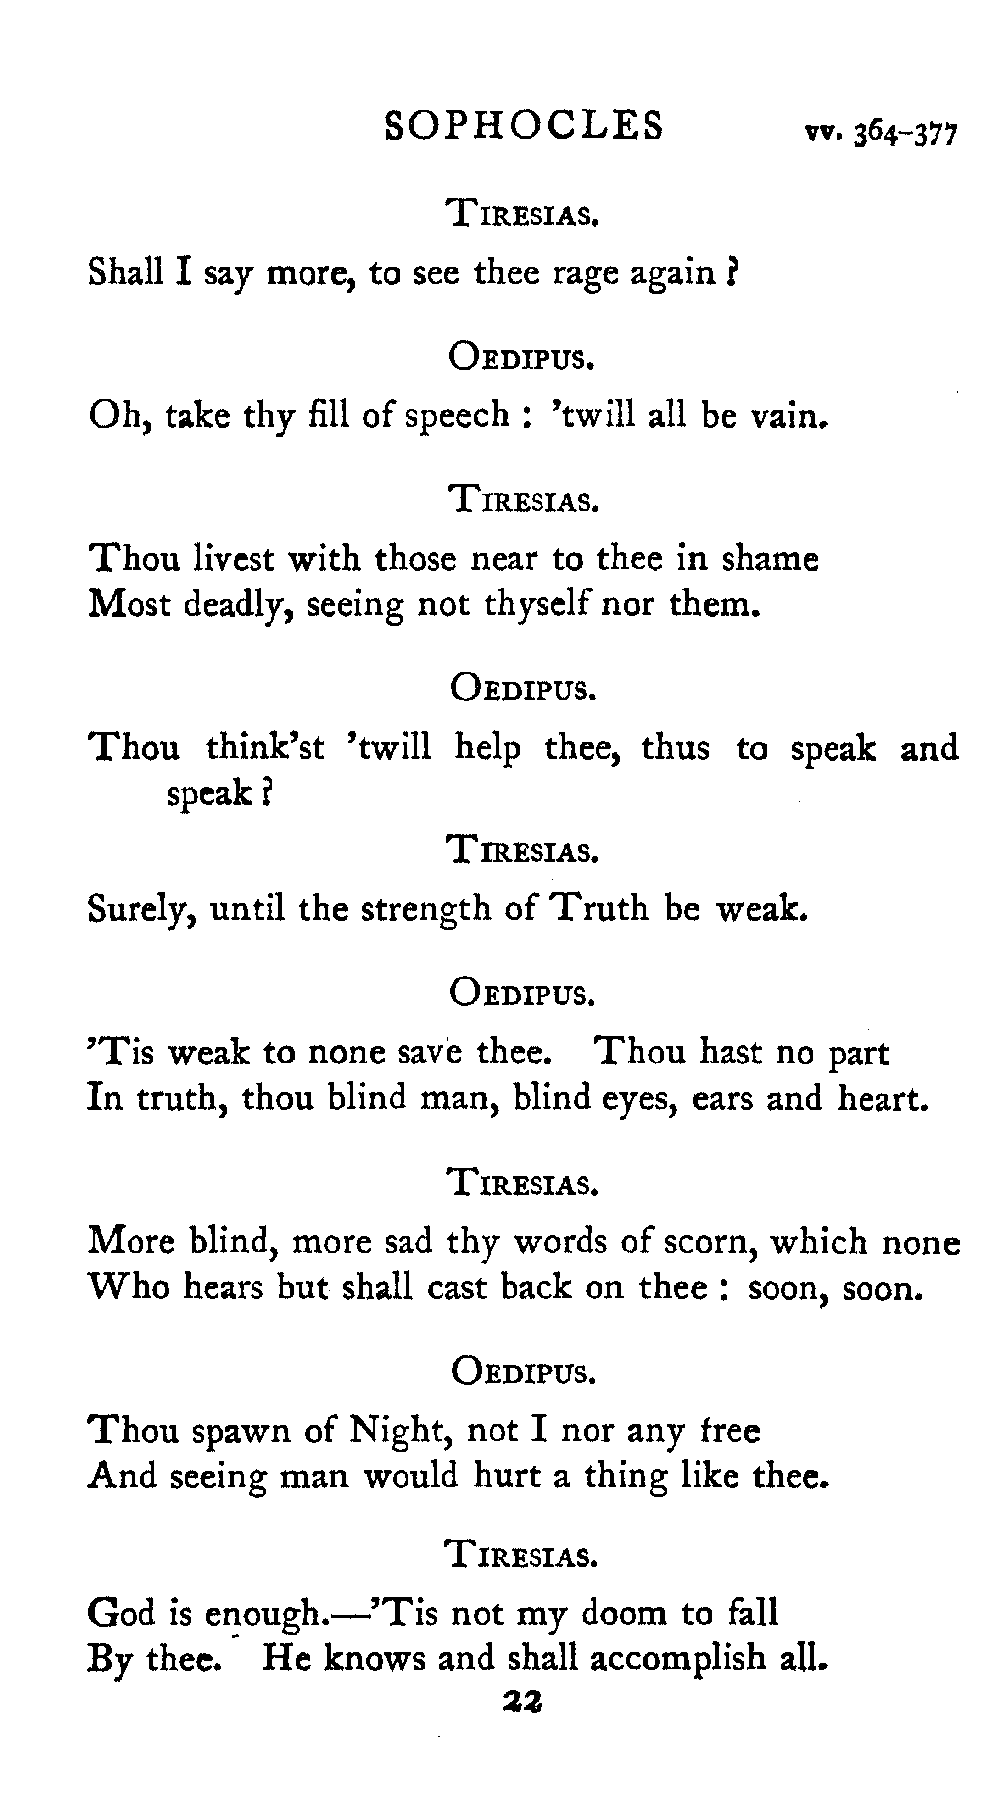 SOPHOCLES vv. 364-377
TIRESIAS.
Shall I say more, to see thee rage again ?
OEDIPUS.
Oh, take thy fill of speech : 'twill all be vain.
TIRESIAS.
Thou livest with those near to thee in shame
Most deadly, seeing not thyself nor them.
OEDIPUS.
Thou think'st 'twill help thee, thus to speak and
speak ?
TIRESIAS.
Surely, until the strength of Truth be weak.
OEDIPUS.
'Tis weak to none save thee. Thou hast no part
In truth, thou blind man, blind eyes, ears and heart.
TIRESIAS.
More blind, more sad thy words of scorn, which none
Who hears but shall cast back on thee : soon, soon.
OEDIPUS.
Thou spawn of Night, not I nor any free
And seeing man would hurt a thing like thee.
TIRESIAS.
God is enough.—'Tis not my doom to fall
By thee. He knows and shall accomplish all.
22